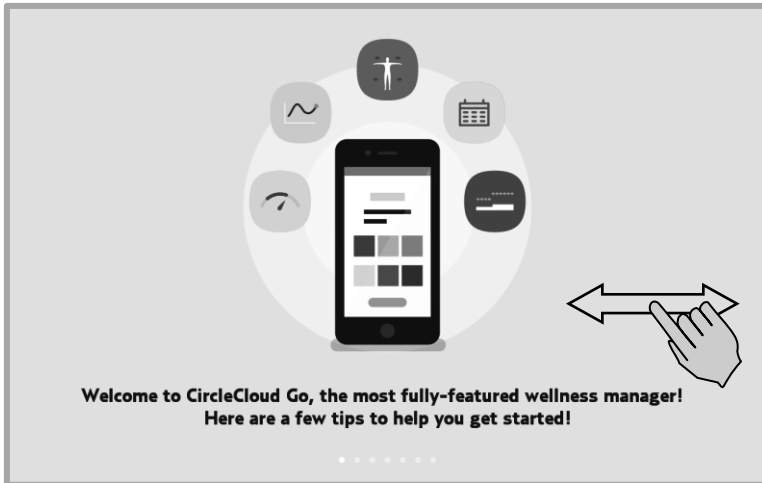 Welcome to CircleCloud Go, the most fully-featured wellness manager!
Here are a few tips to help you get started!